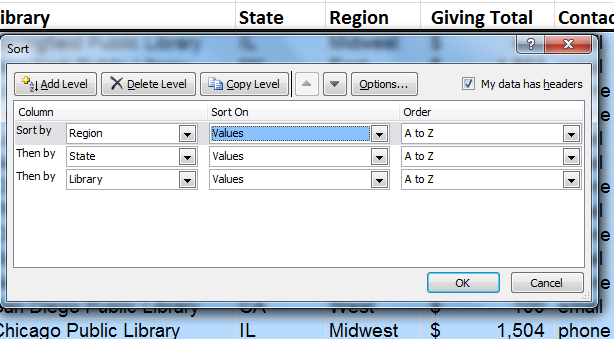 ibrary State Region Giving Total Contac
Sort
Add Level Delete Level Copy Level Options... My data has headers
Column Sort On Order
Sort by Region Values A to Z
Then by State Values A to Z
Then by Library Values A to Z
OK Cancel
San Diego Public Library CA West $ 100 email
Chicago Public Library IL Midwest $ 1,504 phone